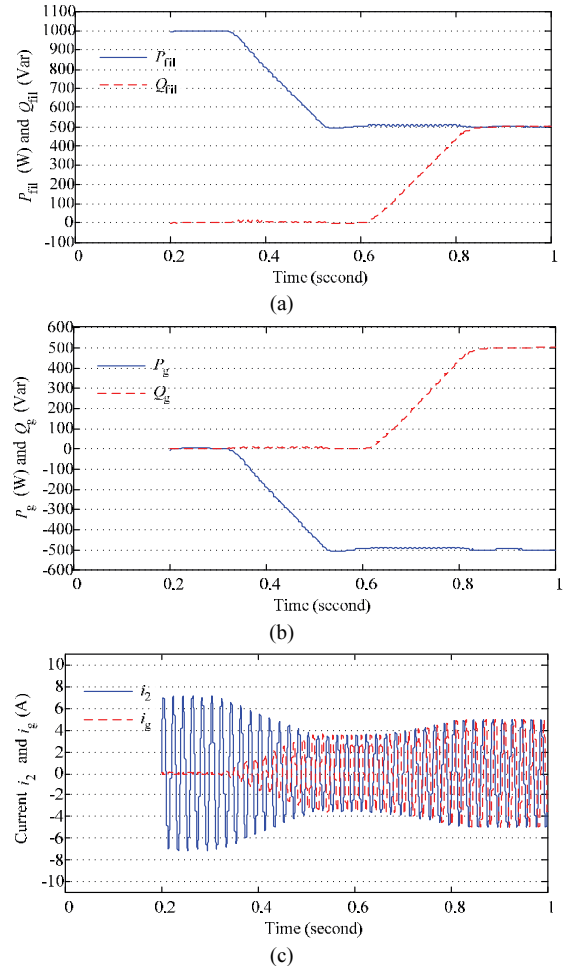 P_fil (W) and Q_fil (Var)
1100
1000
900
800
700
600
500
400
300
200
100
0
-100
P_fil
Q_fil
0 0.2 0.4 0.6 0.8 1
Time (second)
(a)
P_g (W) and Q_g (Var)
600
500
400
300
200
100
0
-100
-200
-300
-400
-500
-600
P_g
Q_g
0 0.2 0.4 0.6 0.8 1
Time (second)
(b)
Current i_2 and i_g (A)
10
8
6
4
2
0
-2
-4
-6
-8
-10
i_2
i_g
0 0.2 0.4 0.6 0.8 1
Time (second)
(c)